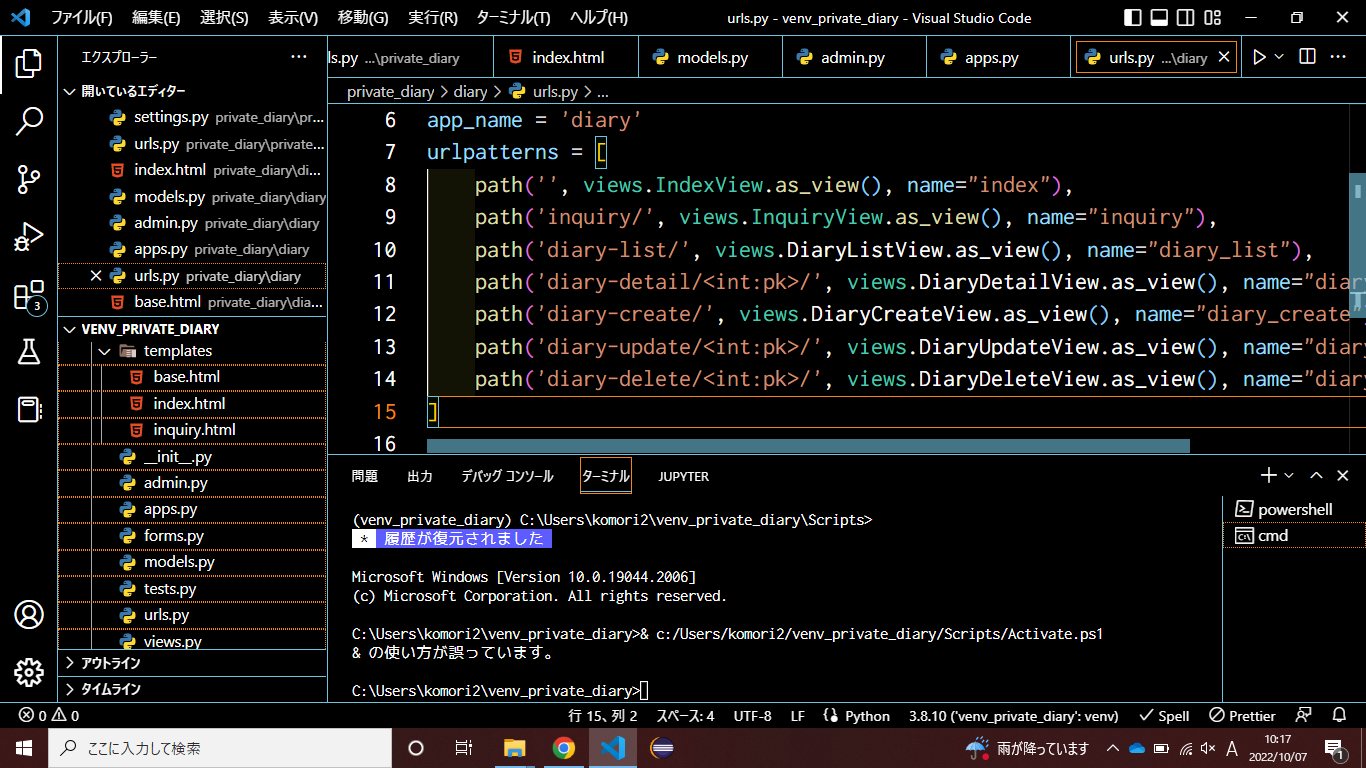 ファイル(F) 編集(E) 選択(S) 表示(V) 移動(G) 実行(R) ターミナル(T) ヘルプ(H) urls.py - venv_private_diary - Visual Studio Code
エクスプローラー
ls.py ...\private_diary index.html models.py admin.py apps.py urls.py ...\diary
開いているエディター
settings.py private_diary\pr...
urls.py private_diary\private...
index.html private_diary\di...
models.py private_diary\diary
admin.py private_diary\diary
apps.py private_diary\diary
urls.py private_diary\diary
base.html private_diary\dia...
VENV_PRIVATE_DIARY
templates
base.html
index.html
inquiry.html
__init__.py
admin.py
apps.py
forms.py
models.py
tests.py
urls.py
views.py
アウトライン
タイムライン
3
private_diary > diary > urls.py > ...
6 app_name = 'diary'
7 urlpatterns = [
8 path('', views.IndexView.as_view(), name="index"),
9 path('inquiry/', views.InquiryView.as_view(), name="inquiry"),
10 path('diary-list/', views.DiaryListView.as_view(), name="diary_list"),
11 path('diary-detail/<int:pk>/', views.DiaryDetailView.as_view(), name="diar
12 path('diary-create/', views.DiaryCreateView.as_view(), name="diary_create"
13 path('diary-update/<int:pk>/', views.DiaryUpdateView.as_view(), name="diar
14 path('diary-delete/<int:pk>/', views.DiaryDeleteView.as_view(), name="diar
15 ]
16
問題 出力 デバッグ コンソール ターミナル JUPYTER
(venv_private_diary) C:\Users\komori2\venv_private_diary\Scripts>
* 履歴が復元されました
Microsoft Windows [Version 10.0.19044.2006]
(c) Microsoft Corporation. All rights reserved.
C:\Users\komori2\venv_private_diary>& c:/Users/komori2/venv_private_diary/Scripts/Activate.ps1
& の使い方が誤っています。
C:\Users\komori2\venv_private_diary>
powershell
cmd
0 0 行 15、列 2 スペース: 4 UTF-8 LF Python 3.8.10 ('venv_private_diary': venv) Spell Prettier
ここに入力して検索 雨が降っています A 10:17
2022/10/07 1